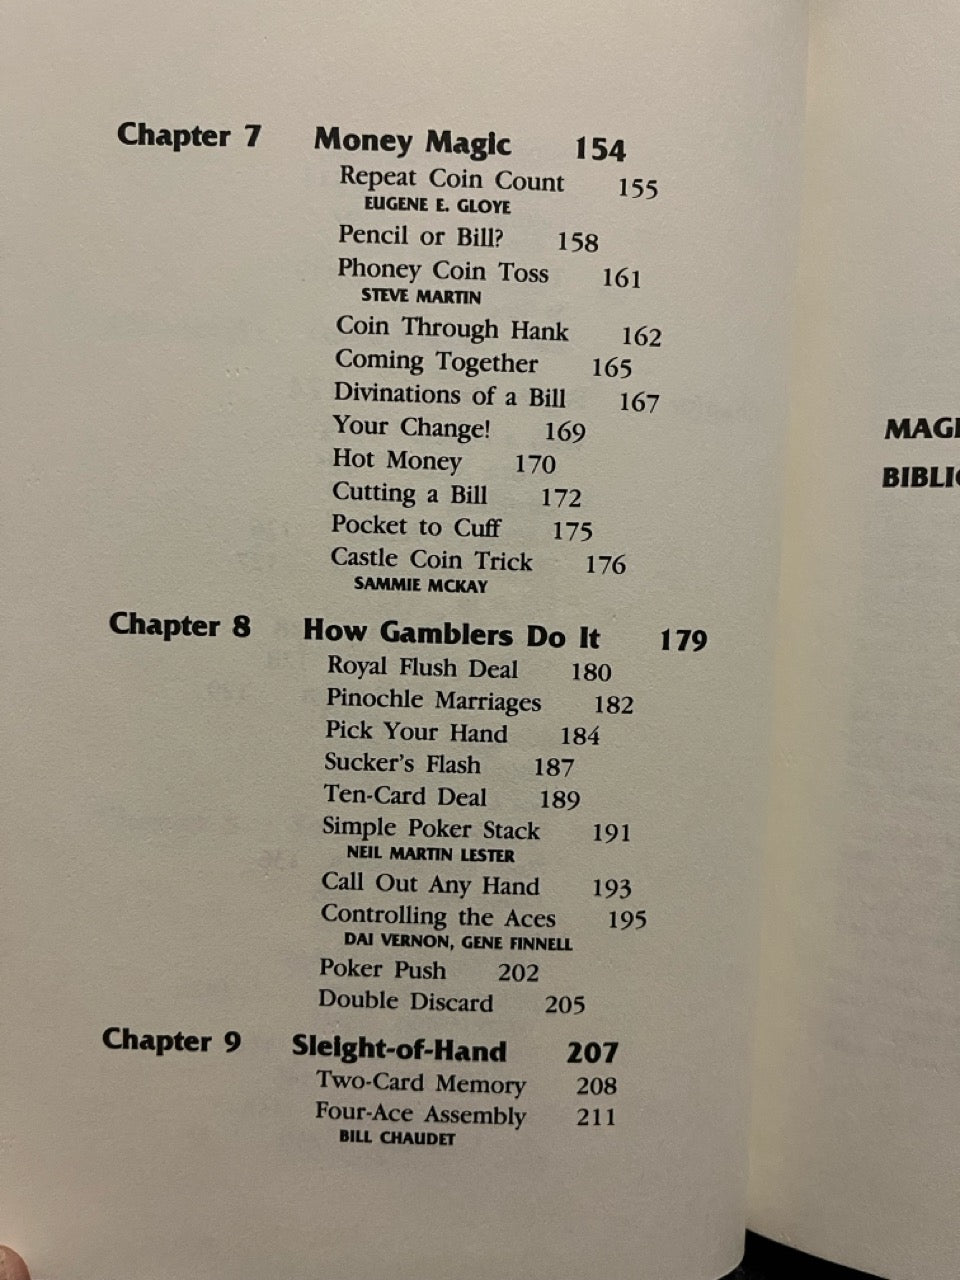 Chapter 7 Money Magic 154
Repeat Coin Count 155
EUGENE E. GLOYE
Pencil or Bill? 158
Phoney Coin Toss 161
STEVE MARTIN
Coin Through Hank 162
Coming Together 165
Divinations of a Bill 167
Your Change! 169
Hot Money 170
Cutting a Bill 172
Pocket to Cuff 175
Castle Coin Trick 176
SAMMIE MCKAY
Chapter 8 How Gamblers Do It 179
Royal Flush Deal 180
Pinochle Marriages 182
Pick Your Hand 184
Sucker's Flash 187
Ten-Card Deal 189
Simple Poker Stack 191
NEIL MARTIN LESTER
Call Out Any Hand 193
Controlling the Aces 195
DAI VERNON, GENE FINNELL
Poker Push 202
Double Discard 205
Chapter 9 Sleight-of-Hand 207
Two-Card Memory 208
Four-Ace Assembly 211
BILL CHAUDET